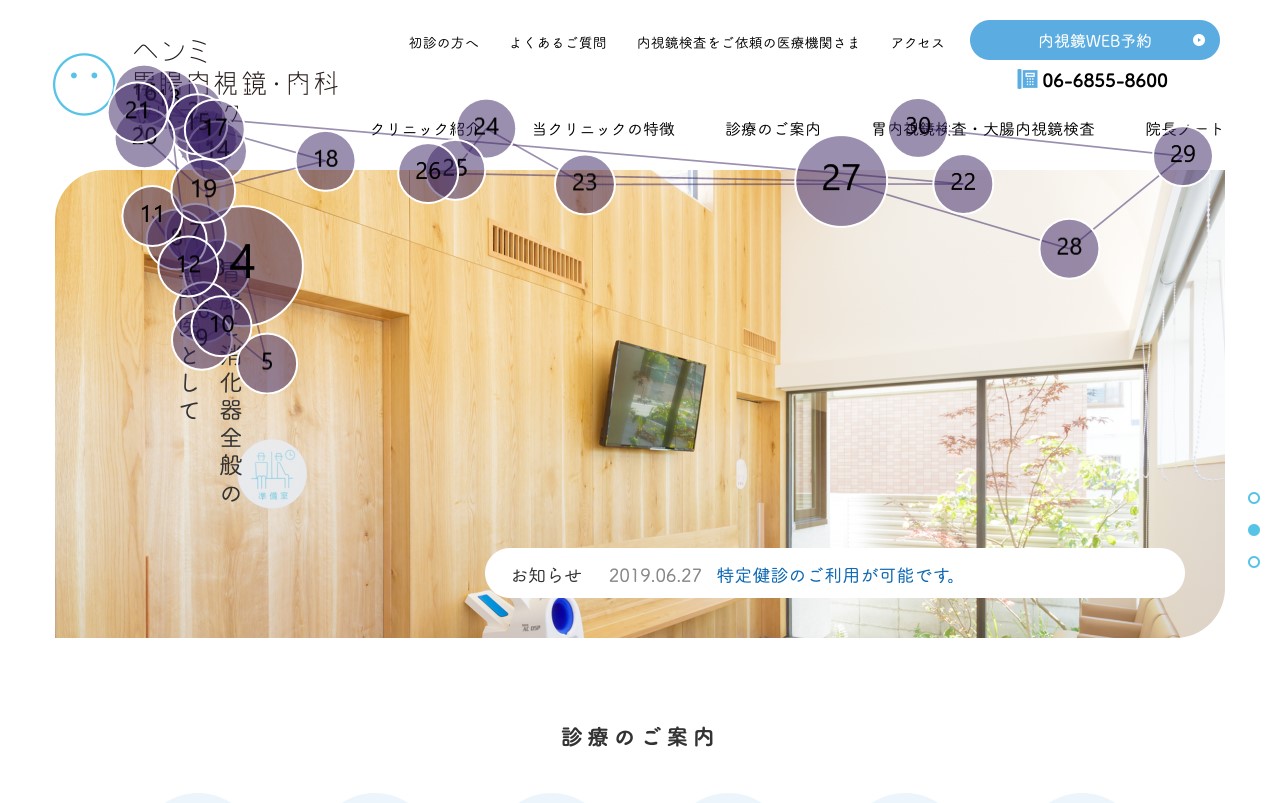 ヘンミ
胃腸内視鏡・内科
初診の方へ
よくあるご質問
内視鏡検査をご依頼の医療機関さま
アクセス
内視鏡WEB予約
06-6855-8600
クリニック紹介
当クリニックの特徴
診療のご案内
胃内視鏡検査・大腸内視鏡検査
院長ノート
消化器全般の
として
準備室
お知らせ 2019.06.27 特定健診のご利用が可能です。
診療のご案内
16
21
20
15
17
14
18
19
11
12
4
10
9
5
24
25
26
23
27
22
30
29
28